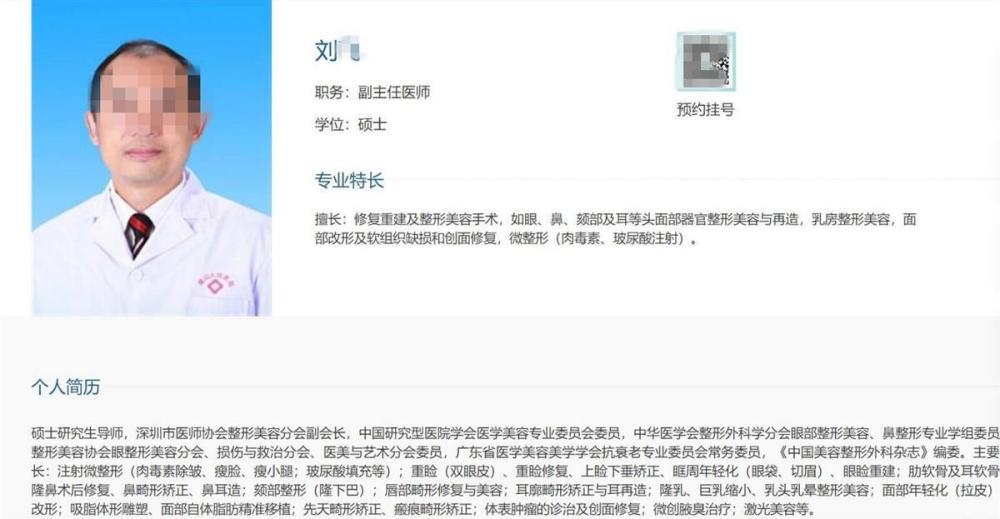 刘
职务：副主任医师
学位：硕士
预约挂号
专业特长
擅长：修复重建及整形美容手术，如眼、鼻、颏部及耳等头面部器官整形美容与再造，乳房整形美容，面
部改形及软组织缺损和创面修复，微整形（肉毒素、玻尿酸注射）。
个人简历
硕士研究生导师，深圳市医师协会整形美容分会副会长，中国研究型医院学会医学美容专业委员会委员，中华医学会整形外科学分会眼部整形美容、鼻整形专业学组委员
整形美容协会眼整形美容分会、损伤与救治分会、医美与艺术分会委员，广东省医学美容美学学会抗衰老专业委员会常务委员，《中国美容整形外科杂志》编委。主要
长：注射微整形（肉毒素除皱、瘦脸、瘦小腿；玻尿酸填充等）；重睑（双眼皮）、重睑修复、上睑下垂矫正、眶周年轻化（眼袋、切眉）、眼睑重建；肋软骨及耳软骨
隆鼻术后修复、鼻畸形矫正、鼻耳造；颏部整形（隆下巴）；唇部畸形修复与美容；耳廓畸形矫正与耳再造；隆乳、巨乳缩小、乳头乳晕整形美容；面部年轻化（拉皮）
改形；吸脂体形雕塑、面部自体脂肪精准移植；先天畸形矫正、瘢痕畸形矫正；体表肿瘤的诊治及创面修复；微创腋臭治疗；激光美容等。